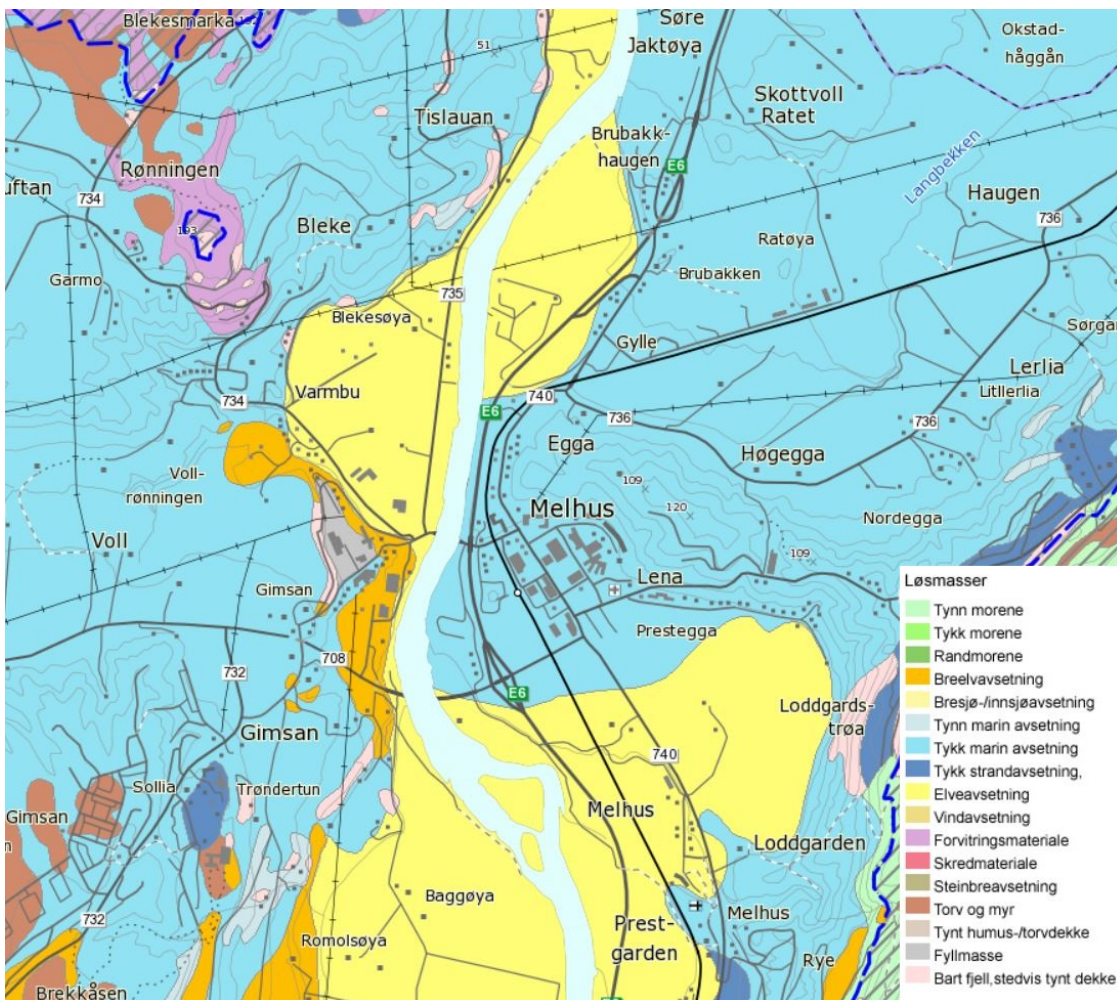 Blekesmarka
192
Søre
Jaktøya
Okstad-
håggån
51
Tislauan
Skottvoll
Ratet
Brubakk-
haugen
E6
Langbekken
Rønningen
uftan
734
Haugen
193
Bleke
736
Ratøya
Garmo
Brubakken
735
Blekesøya
Gylle
Sørgar
Lerlia
Litllerlia
Varmbu
734
740
E6
736
736
Egga
Høgegga
Voll-
rønningen
109
120
Melhus
Nordegga
Voll
109
Lena
Gimsan
Prestegga
708
732
E6
Loddgards-
trøa
Gimsan
740
Sollia
Trøndertun
Melhus
Gimsan
n
Loddgarden
Baggøya
732
Melhus
Prest-
garden
Romolsøya
Rye
Brekkåsen
E6
Løsmasser
Tynn morene
Tykk morene
Randmorene
Breelvavsetning
Bresjø-/innsjøavsetning
Tynn marin avsetning
Tykk marin avsetning
Tykk strandavsetning,
Elveavsetning
Vindavsetning
Forvitringsmateriale
Skredmateriale
Steinbreavsetning
Torv og myr
Tynt humus-/torvdekke
Fyllmasse
Bart fjell,stedvis tynt dekke